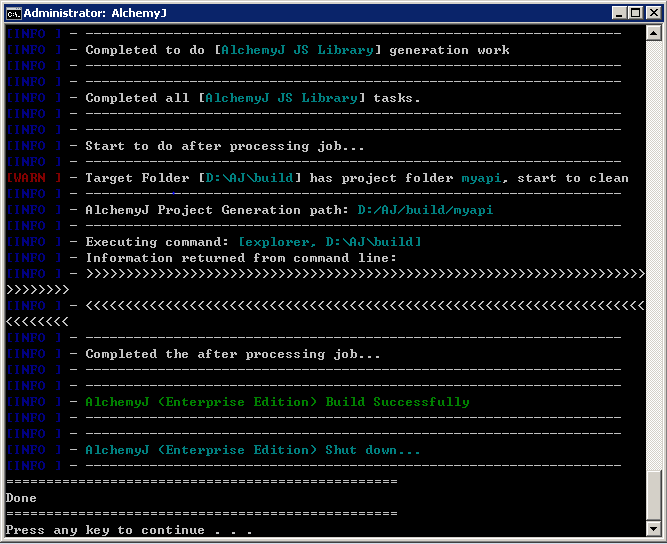 Administrator: AlchemyJ
[INFO ] - -------------------------------------------------------------------
[INFO ] - Completed to do [AlchemyJ JS Library] generation work
[INFO ] - -------------------------------------------------------------------
[INFO ] - -------------------------------------------------------------------
[INFO ] - Completed all [AlchemyJ JS Library] tasks.
[INFO ] - -------------------------------------------------------------------
[INFO ] - -------------------------------------------------------------------
[INFO ] - Start to do after processing job...
[INFO ] - -------------------------------------------------------------------
[WARN ] - Target Folder [D:\AJ\build] has project folder myapi, start to clean
[INFO ] - -------------------------------------------------------------------
[INFO ] - AlchemyJ Project Generation path: D:/AJ/build/myapi
[INFO ] - -------------------------------------------------------------------
[INFO ] - Executing command: [explorer, D:\AJ\build]
[INFO ] - Information returned from command line:
[INFO ] - >>>>>>>>>>>>>>>>>>>>>>>>>>>>>>>>>>>>>>>>>>>>>>>>>>>>>>>>>>>>>>>>>>>>>>
>>>>>>>>
[INFO ] - <<<<<<<<<<<<<<<<<<<<<<<<<<<<<<<<<<<<<<<<<<<<<<<<<<<<<<<<<<<<<<<<<<<<<<
<<<<<<<<
[INFO ] - -------------------------------------------------------------------
[INFO ] - Completed the after processing job...
[INFO ] - -------------------------------------------------------------------
[INFO ] - -------------------------------------------------------------------
[INFO ] - AlchemyJ (Enterprise Edition) Build Successfully
[INFO ] - -------------------------------------------------------------------
[INFO ] - -------------------------------------------------------------------
[INFO ] - AlchemyJ (Enterprise Edition) Shut down...
[INFO ] - -------------------------------------------------------------------
=================================================
Done
=================================================
Press any key to continue . . .